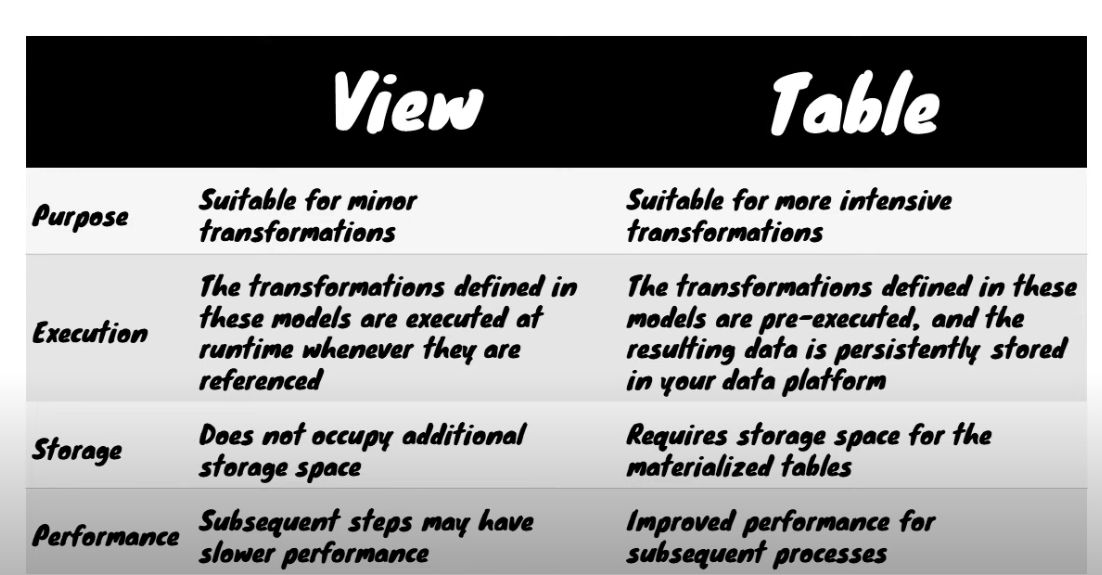 View Table
Purpose
Suitable for minor
transformations
Suitable for more intensive
transformations
Execution
The transformations defined in
these models are executed at
runtime whenever they are
referenced
The transformations defined in these
models are pre-executed, and the
resulting data is persistently stored
in your data platform
Storage
Does not occupy additional
storage space
Requires storage space for the
materialized tables
Performance
Subsequent steps may have
slower performance
Improved performance for
subsequent processes